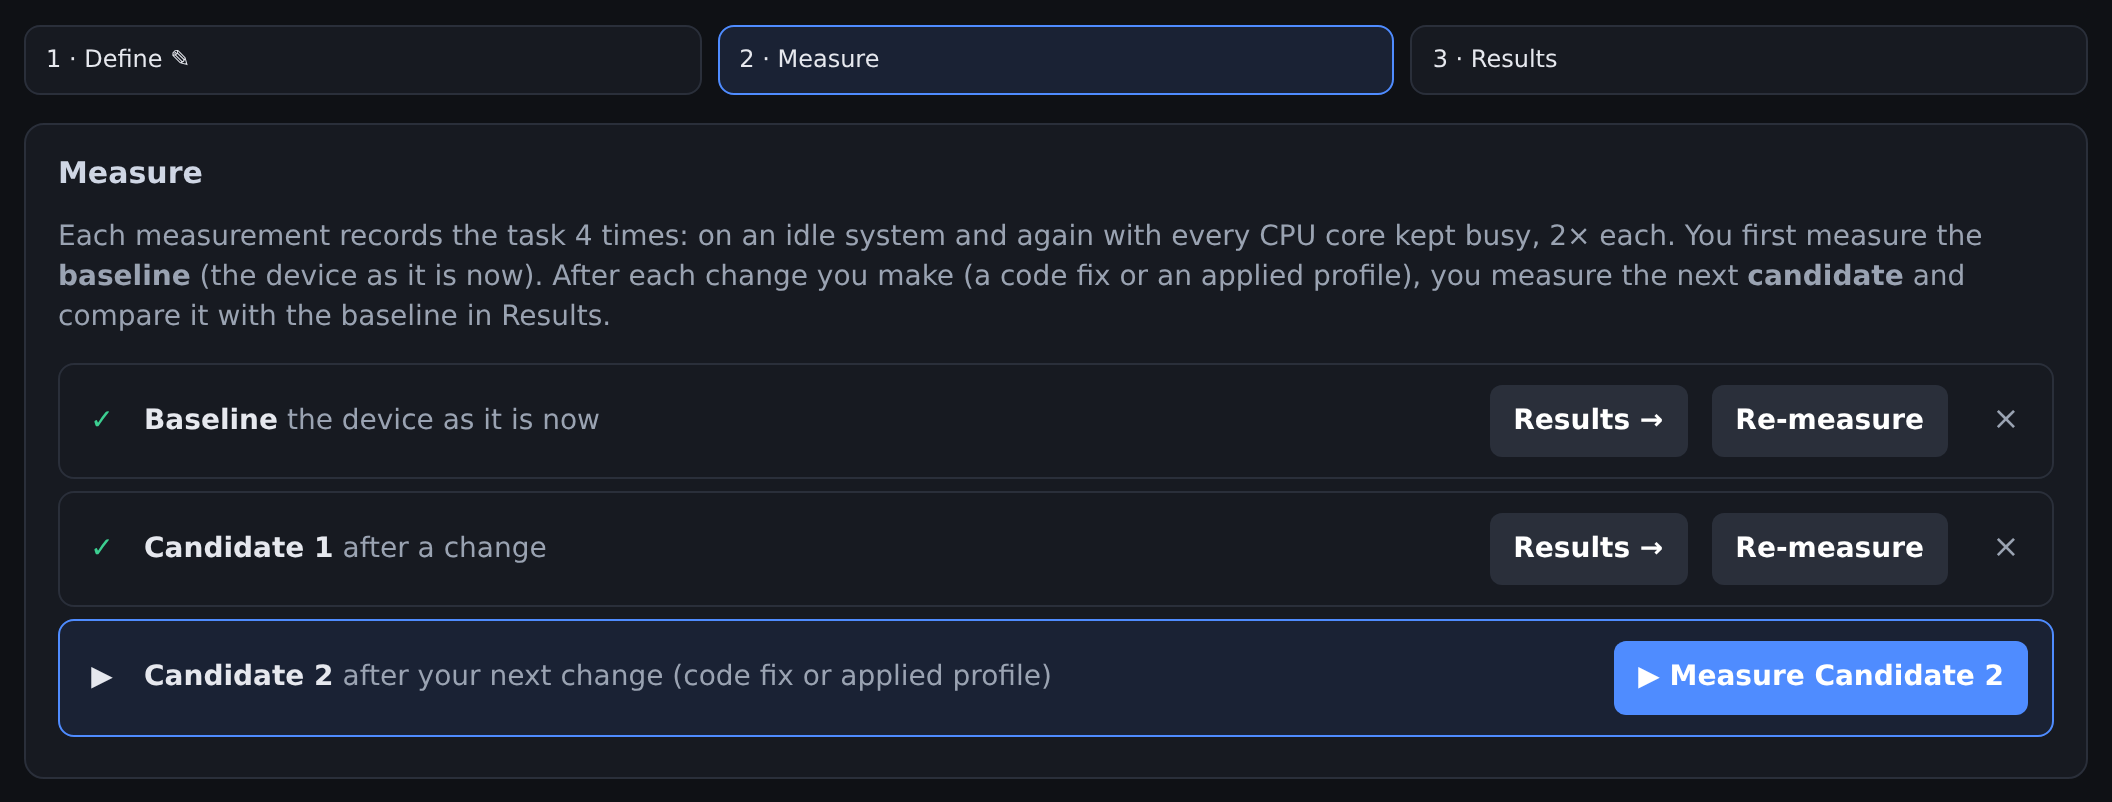 1 · Define ✎
2 · Measure
3 · Results
Measure
Each measurement records the task 4 times: on an idle system and again with every CPU core kept busy, 2× each. You first measure the
baseline (the device as it is now). After each change you make (a code fix or an applied profile), you measure the next candidate and
compare it with the baseline in Results.
✓ Baseline the device as it is now Results → Re-measure ×
✓ Candidate 1 after a change Results → Re-measure ×
▶ Candidate 2 after your next change (code fix or applied profile) ▶ Measure Candidate 2